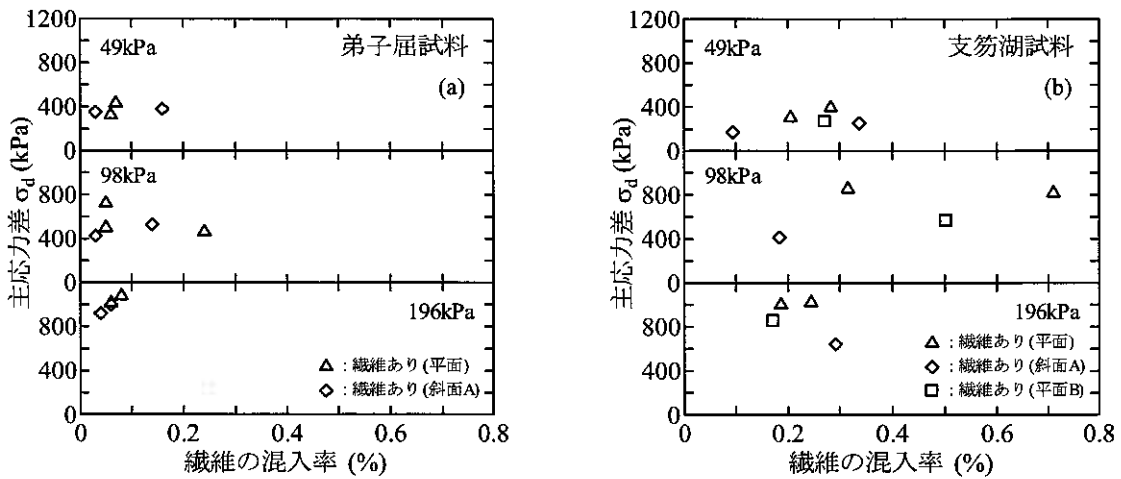 1200
49kPa
弟子屈試料
800
(a)
400
0
98kPa
800
400
0
196kPa
800
△ : 繊維あり(平面)
400
◇ : 繊維あり(斜面A)
0
0
0.2
0.4
0.6
0.8
繊維の混入率 (%)
主応力差 σd (kPa)
1200
49kPa
支笏湖試料
800
(b)
400
0
98kPa
800
400
0
196kPa
800
△ : 繊維あり(平面)
400
◇ : 繊維あり(斜面A)
□ : 繊維あり(平面B)
0
0
0.2
0.4
0.6
0.8
繊維の混入率 (%)
主応力差 σd (kPa)